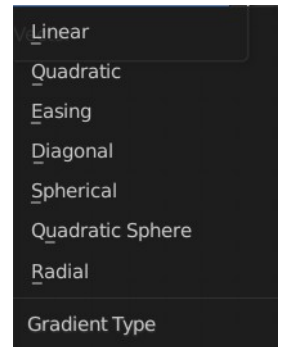 Linear
Quadratic
Easing
Diagonal
Spherical
Quadratic Sphere
Radial
Gradient Type